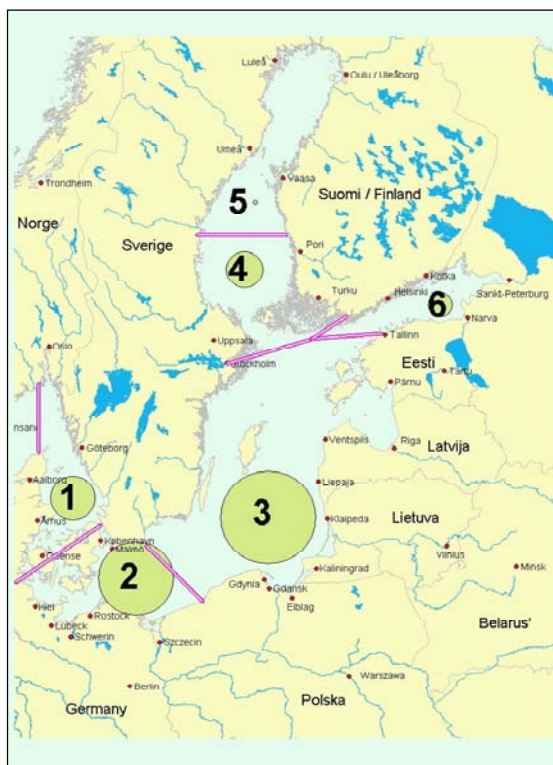 Luleå
Oulu / Uleåborg
Umeå
Trondheim
Vaasa
5
Suomi / Finland
Norge
Sverige
Pori
4
Kotka
Turku
Helsinki
Sankt-Peterburg
6
Uppsala
Tallinn
Narva
Oslo
Stockholm
Eesti
Tartu
Pärnu
Göteborg
Ventspils
Riga
Latvija
Aalborg
Liepaja
1
3
Klaipeda
Lietuva
Århus
København
Malmö
Odense
Vilnius
2
Kaliningrad
Minsk
Gdynia
Gdansk
Elblag
Kiel
Rostock
Lübeck
Belarus'
Schwerin
Szczecin
Warszawa
Berlin
Polska
Germany